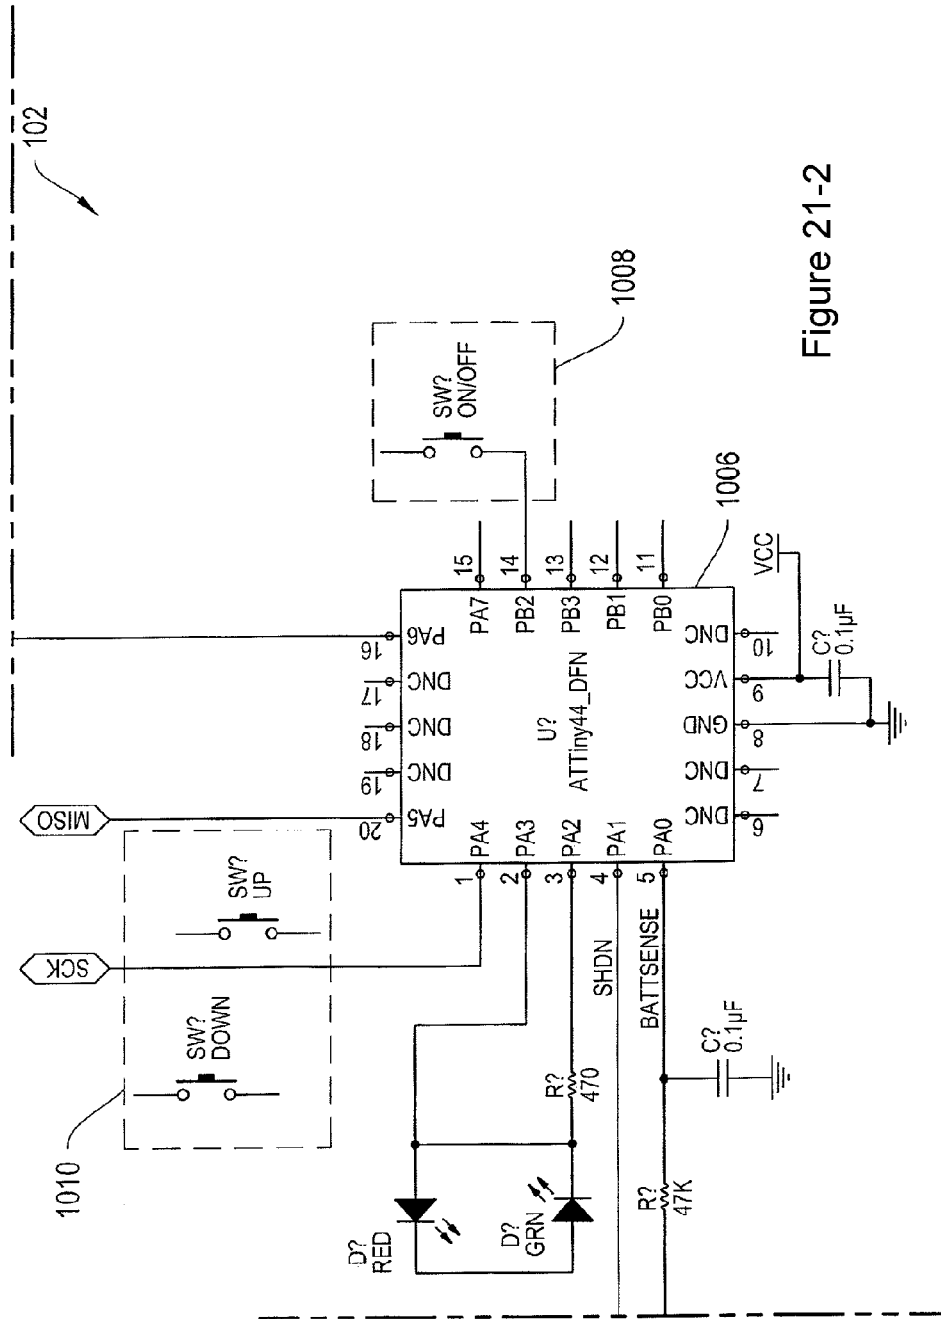 102
MISO
SCK
1010
SW?
DOWN
SW?
UP
SW?
ON/OFF
1008
1006
16
17
18
19
20
PA6
DNC
DNC
DNC
PA5
15
14
13
12
11
PA7
PB2
PB3
PB1
PB0
U?
ATTiny44_DFN
1
2
3
4
5
PA4
PA3
PA2
PA1
PA0
DNC
VCC
GND
DNC
DNC
10
9
8
7
6
VCC
C?
0.1µF
SHDN
BATTSENSE
R?
470
D?
RED
D?
GRN
R?
47K
C?
0.1µF
Figure 21-2